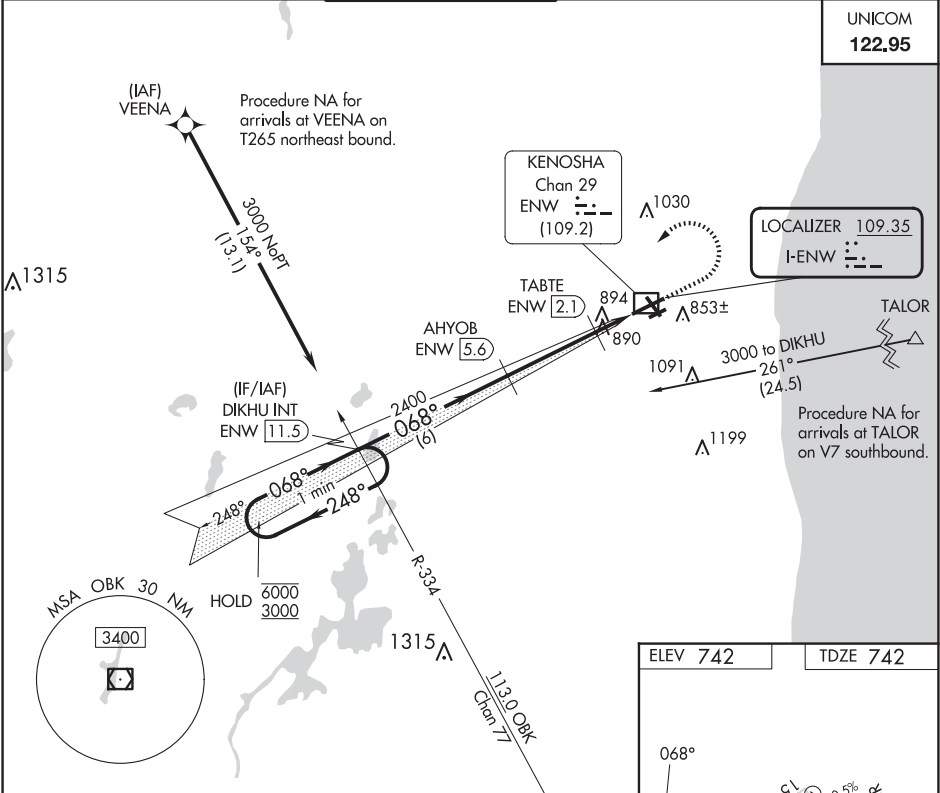 UNICOM
122.95
(IAF)
VEENA
Procedure NA for
arrivals at VEENA on
T265 northeast bound.
3000 NoPT
154°
(13.1)
KENOSHA
Chan 29
ENW
(109.2)
1030
LOCALIZER 109.35
I-ENW
1315
TABTE
ENW 2.1
894
853±
890
TALOR
AHYOB
ENW 5.6
1091
3000 to DIKHU
261°
(24.5)
(IF/IAF)
DIKHU INT
ENW 11.5
2400
068°
(6)
Procedure NA for
arrivals at TALOR
on V7 southbound.
1199
248°
068°
1 min
248°
HOLD 6000
3000
R-334
MSA OBK 30 NM
3400
1315
113.0 OBK
Chan 77
ELEV 742
TDZE 742
068°